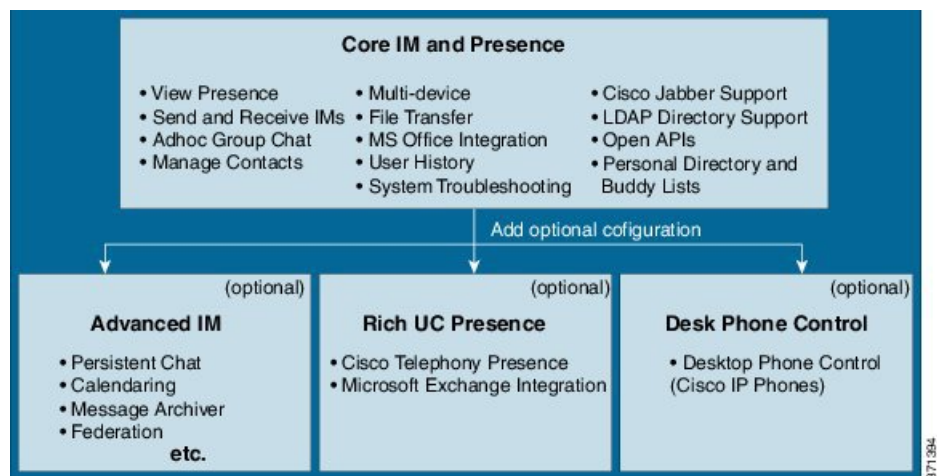 Core IM and Presence
• View Presence
• Send and Receive IMs
• Adhoc Group Chat
• Manage Contacts
• Multi-device
• File Transfer
• MS Office Integration
• User History
• System Troubleshooting
• Cisco Jabber Support
• LDAP Directory Support
• Open APIs
• Personal Directory and
Buddy Lists
Add optional cofiguration
(optional)
Advanced IM
• Persistent Chat
• Calendaring
• Message Archiver
• Federation
etc.
(optional)
Rich UC Presence
• Cisco Telephony Presence
• Microsoft Exchange Integration
(optional)
Desk Phone Control
• Desktop Phone Control
(Cisco IP Phones)
371394